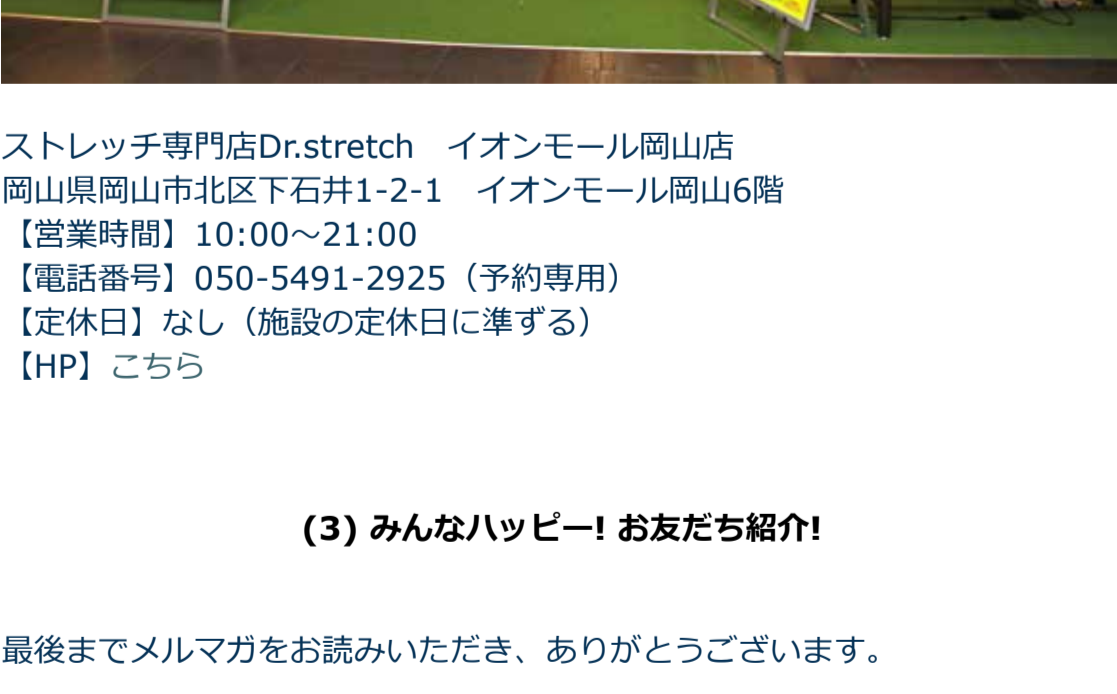 ストレッチ専門店Dr.stretch　イオンモール岡山店
岡山県岡山市北区下石井1-2-1　イオンモール岡山6階
【営業時間】10:00～21:00
【電話番号】050-5491-2925（予約専用）
【定休日】なし（施設の定休日に準ずる）
【HP】こちら
(3) みんなハッピー! お友だち紹介!
最後までメルマガをお読みいただき、ありがとうございます。